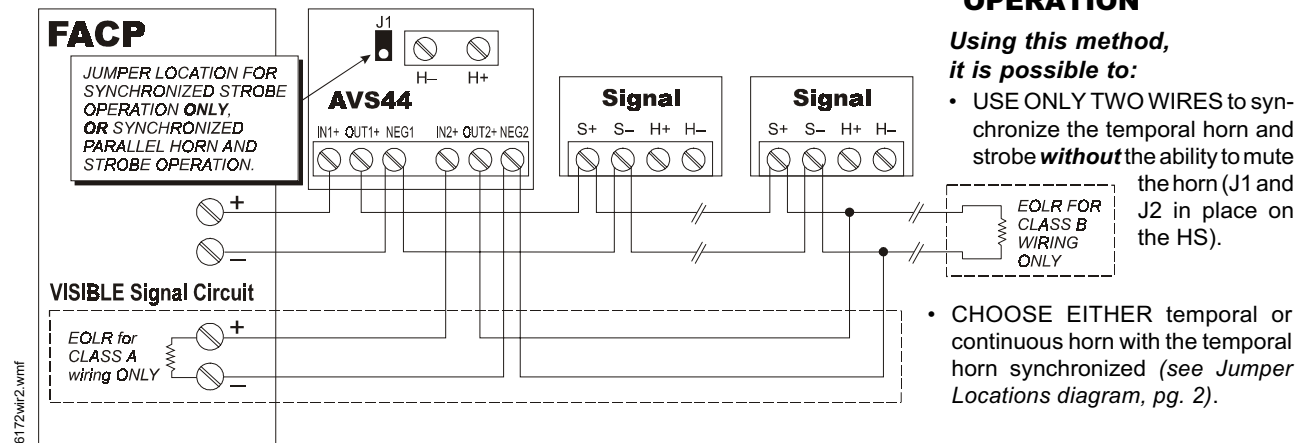 OPERATION
FACP
JUMPER LOCATION FOR
SYNCHRONIZED STROBE
OPERATION ONLY,
OR SYNCHRONIZED
PARALLEL HORN AND
STROBE OPERATION.
J1
H– H+
AVS44
IN1+ OUT1+ NEG1 IN2+ OUT2+ NEG2
Signal
S+ S– H+ H–
Signal
S+ S– H+ H–
+
–
VISIBLE Signal Circuit
EOLR for
CLASS A
wiring ONLY
+
–
EOLR FOR
CLASS B
WIRING
ONLY
Using this method,
it is possible to:
• USE ONLY TWO WIRES to syn-
chronize the temporal horn and
strobe without the ability to mute
the horn (J1 and
J2 in place on
the HS).
• CHOOSE EITHER temporal or
continuous horn with the temporal
horn synchronized (see Jumper
Locations diagram, pg. 2).
6172wir2.wmf